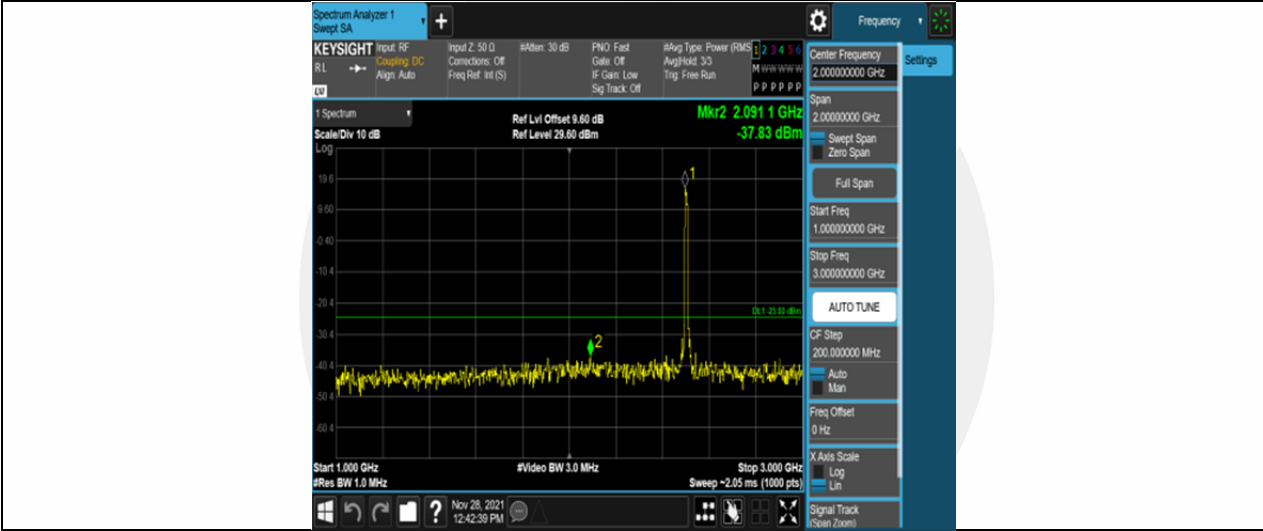 Spectrum Analyzer 1
Swept SA
+
Frequency
KEYSIGHT
RL
Input: RF
Coupling: DC
Align: Auto
Input Z: 50 Ω
Corrections: Off
Freq Ref: Int (S)
#Atten: 30 dB
PNO: Fast
Gate: Off
IF Gain: Low
Sig Track: Off
#Avg Type: Power (RMS
Avg|Hold: 3/3
Trig: Free Run
1 2 3 4 5 6
M W W W W W
P P P P P P
1 Spectrum
Scale/Div 10 dB
Log
Ref Lvl Offset 9.60 dB
Ref Level 29.60 dBm
Mkr2 2.091 1 GHz
-37.83 dBm
19.6
9.60
-0.40
-10.4
-20.4
-30.4
-40.4
-50.4
-60.4
1
2
DL1 -25.00 dBm
Start 1.000 GHz
#Res BW 1.0 MHz
#Video BW 3.0 MHz
Stop 3.000 GHz
Sweep ~2.05 ms (1000 pts)
Nov 28, 2021
12:42:39 PM
?
Center Frequency
2.000000000 GHz
Span
2.00000000 GHz
Swept Span
Zero Span
Full Span
Start Freq
1.000000000 GHz
Stop Freq
3.000000000 GHz
AUTO TUNE
CF Step
200.000000 MHz
Auto
Man
Freq Offset
0 Hz
X Axis Scale
Log
Lin
Signal Track
(Span Zoom)
Settings